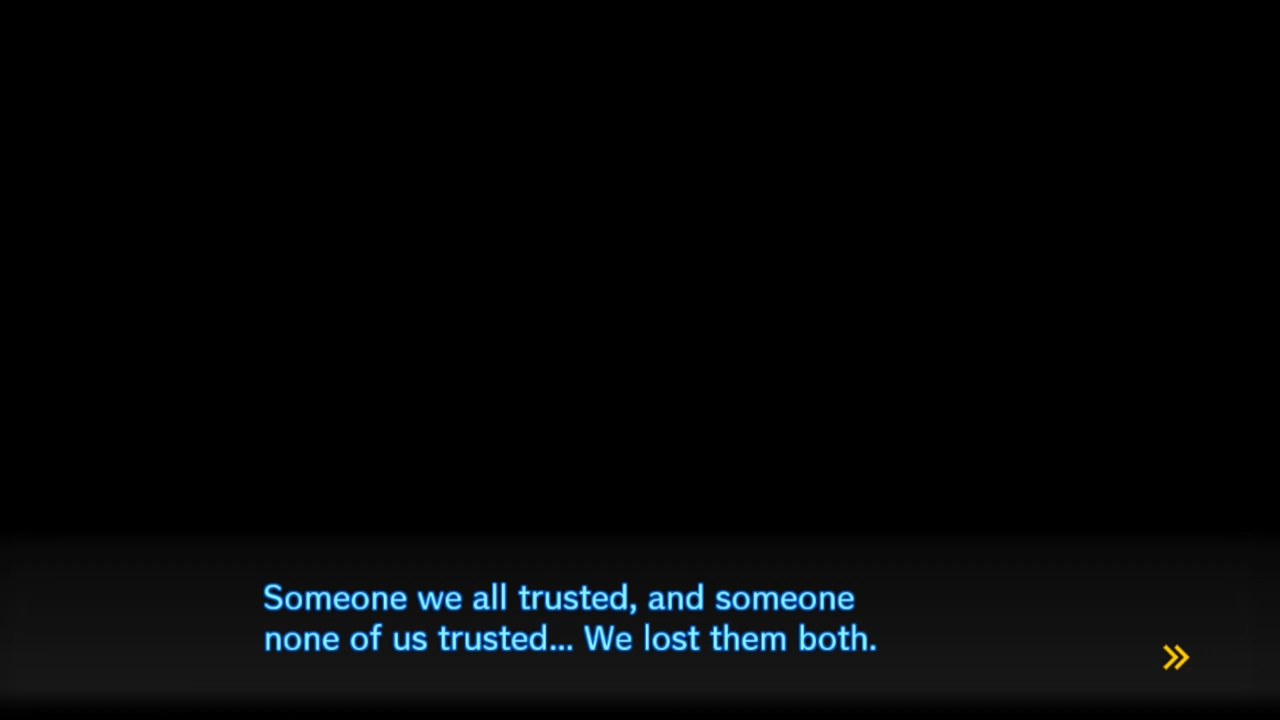 Someone we all trusted, and someone
none of us trusted... We lost them both.